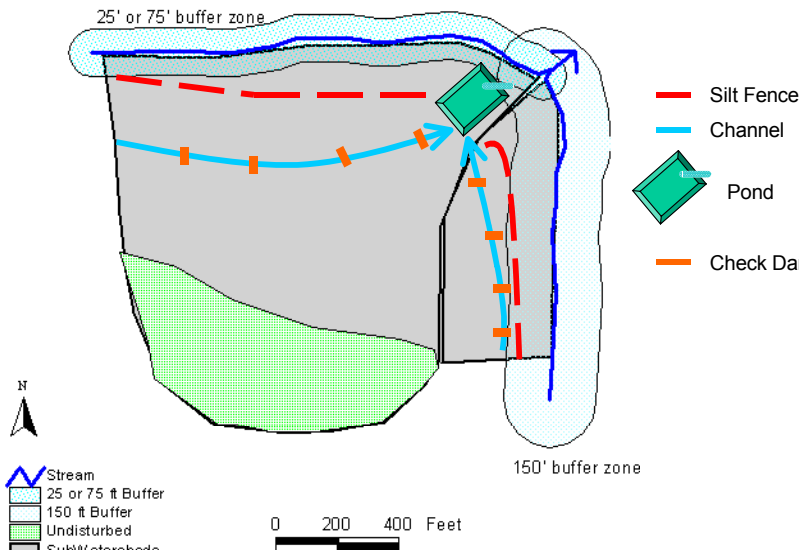 25' or 75' buffer zone
Silt Fence
Channel
Pond
Check Da
N
150' buffer zone
Stream
25 or 75 ft Buffer
150 ft Buffer
Undisturbed
SubWatersheds
0 200 400 Feet